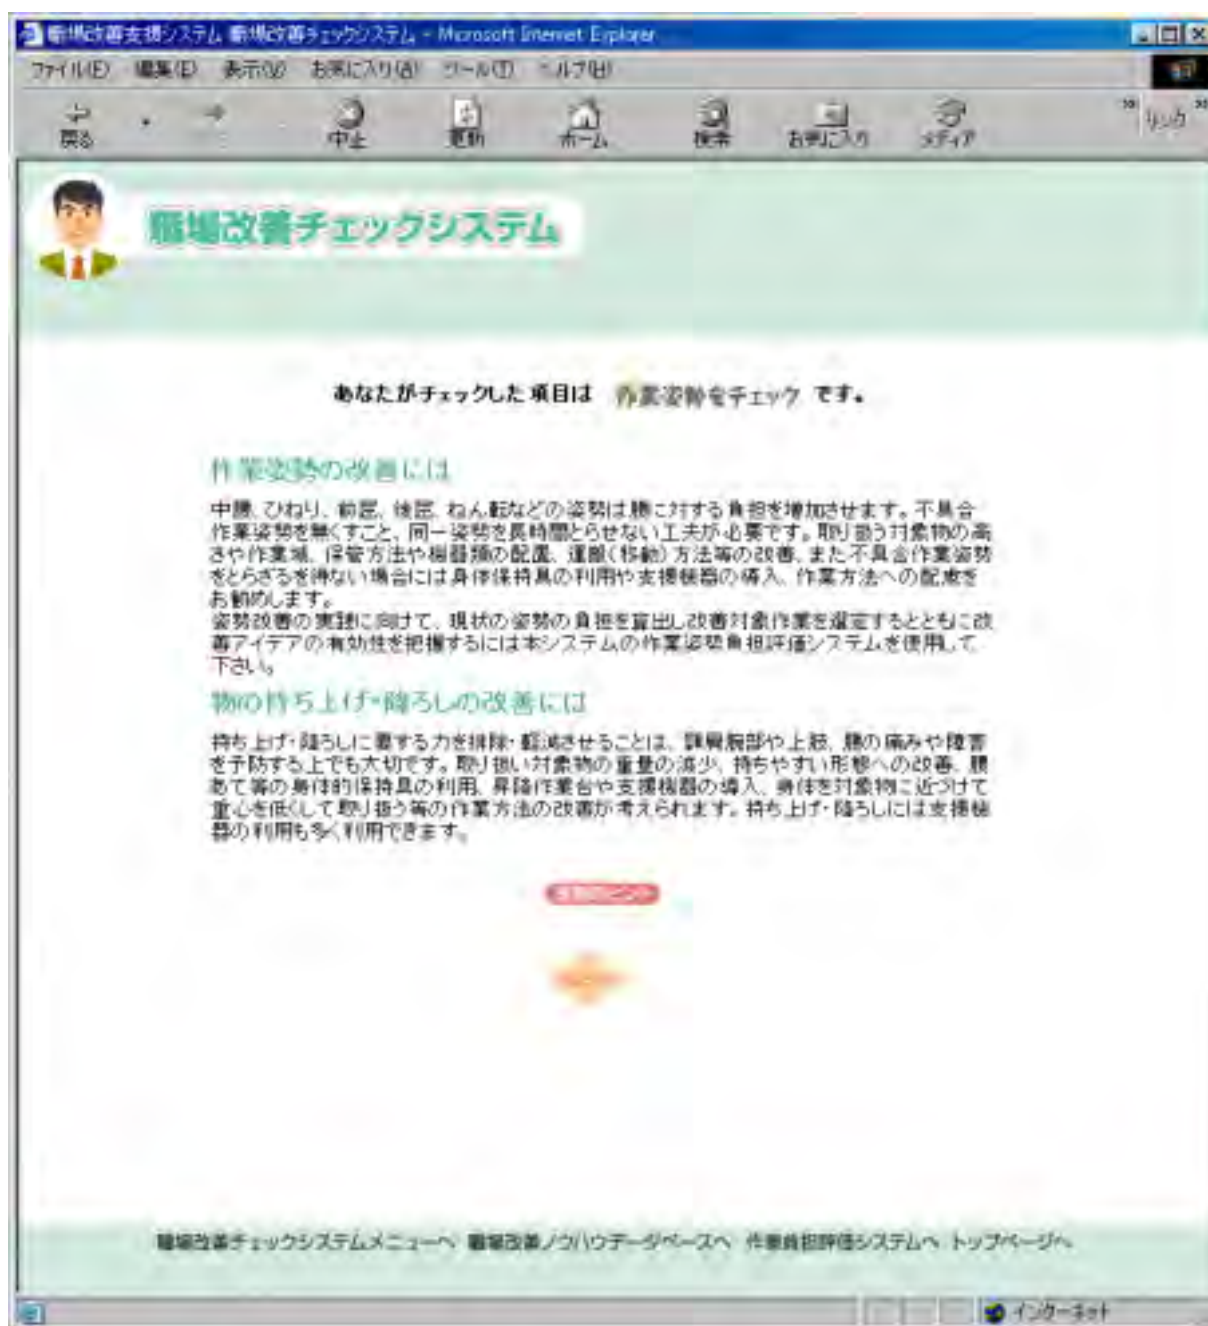 職場改善支援システム 職場改善チェックシステム - Microsoft Internet Explorer
ファイル(F) 編集(E) 表示(V) お気に入り(A) ツール(T) ヘルプ(H)
戻る 中止 更新 ホーム 検索 お気に入り メディア リンク
職場改善チェックシステム
あなたがチェックした項目は 作業姿勢をチェック です。
作業姿勢の改善には
中腰、ひねり、前屈、後屈、ねん転などの姿勢は腰に対する負担を増加させます。不具合
作業姿勢を無くすこと、同一姿勢を長時間とらせない工夫が必要です。取り扱う対象物の高
さや作業域、保管方法や機器類の配置、運搬(移動)方法等の改善、また不具合作業姿勢
をとらざるを得ない場合には身体保持具の利用や支援機器の導入、作業方法への配慮を
お勧めします。
姿勢改善の実践に向けて、現状の姿勢の負担を算出し改善対象作業を選定するとともに改
善アイデアの有効性を把握するには本システムの作業姿勢負担評価システムを使用して
下さい。
物の持ち上げ・降ろしの改善には
持ち上げ・降ろしに要する力を排除・軽減させることは、頸肩腕部や上肢、腰の痛みや障害
を予防する上でも大切です。取り扱い対象物の重量の減少、持ちやすい形態への改善、腰
あて等の身体的保持具の利用、昇降作業台や支援機器の導入、身体を対象物に近づけて
重心を低くして取り扱う等の作業方法の改善が考えられます。持ち上げ・降ろしには支援機
器の利用も多く利用できます。
職場改善チェックシステムメニューへ 職場改善ノウハウデータベースへ 作業負担評価システムへ トップページへ
インターネット